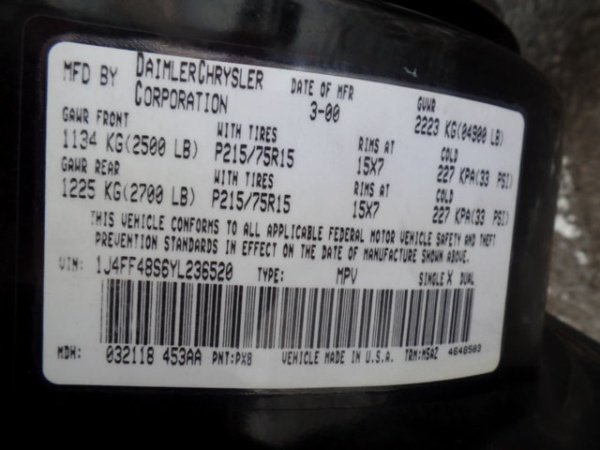 MFD BY DAIMLERCHRYSLER CORPORATION DATE OF MFR 3-00 GVWR 2223 KG(04900 LB)
GAWR FRONT WITH TIRES RIMS AT COLD
1134 KG(2500 LB) P215/75R15 15X7 227 KPA(33 PSI)
GAWR REAR WITH TIRES RIMS AT COLD
1225 KG(2700 LB) P215/75R15 15X7 227 KPA(33 PSI)
THIS VEHICLE CONFORMS TO ALL APPLICABLE FEDERAL MOTOR VEHICLE SAFETY AND THEFT
PREVENTION STANDARDS IN EFFECT ON THE DATE OF MANUFACTURE SHOWN ABOVE.
VIN: 1J4FF48S6YL236520 TYPE: MPV SINGLE X DUAL
MDH: 032118 453AA PNT:PX8 VEHICLE MADE IN U.S.A. TRM:M5AZ 4648503